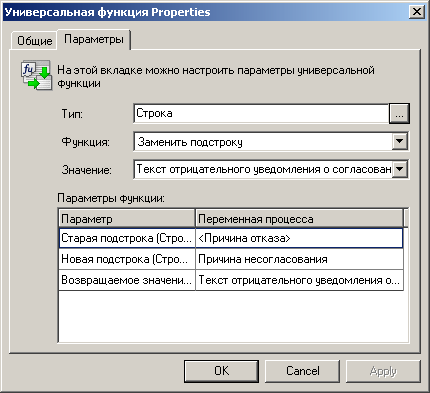 Универсальная функция Properties
Общие Параметры
На этой вкладке можно настроить параметры универсальной
функции
Тип: Строка ...
Функция: Заменить подстроку
Значение: Текст отрицательного уведомления о согласован
Параметры функции:
Параметр Переменная процесса
Старая подстрока (Стро... <Причина отказа>
Новая подстрока (Стро... Причина несогласования
Возвращаемое значени... Текст отрицательного уведомления о...
OK Cancel Apply